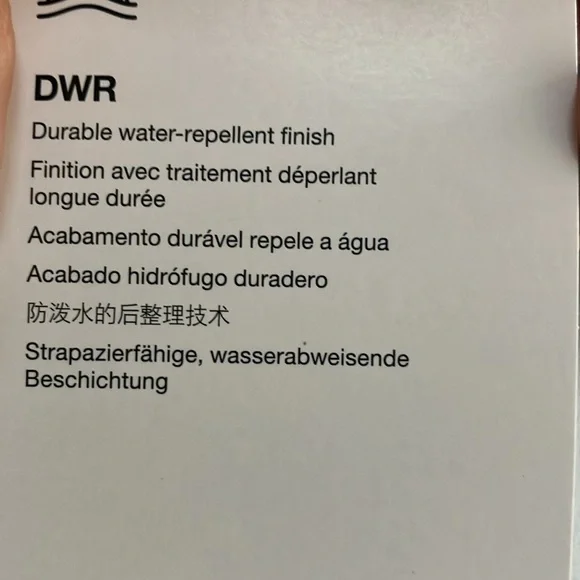 DWR
Durable water-repellent finish
Finition avec traitement déperlant
longue durée
Acabamento durável repele a água
Acabado hidrófugo duradero
防泼水的后整理技术
Strapazierfähige, wasserabweisende
Beschichtung